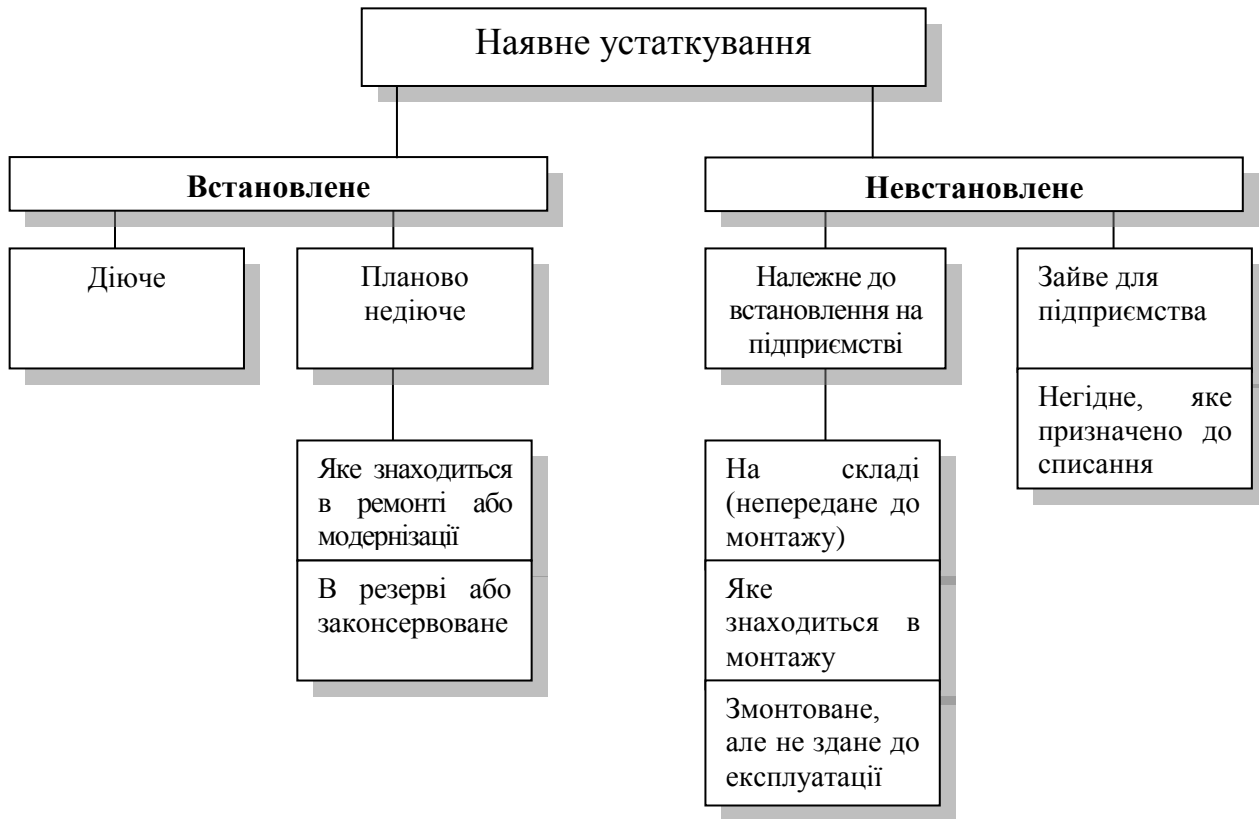 Наявне устаткування
Встановлене
Невстановлене
Діюче
Планово
недіюче
Належне до
встановлення на
підприємстві
Зайве для
підприємства
Негідне, яке
призначено до
списання
Яке знаходиться
в ремонті або
модернізації
В резерві або
законсервоване
На складі
(непередане до
монтажу)
Яке
знаходиться в
монтажу
Змонтоване,
але не здане до
експлуатації